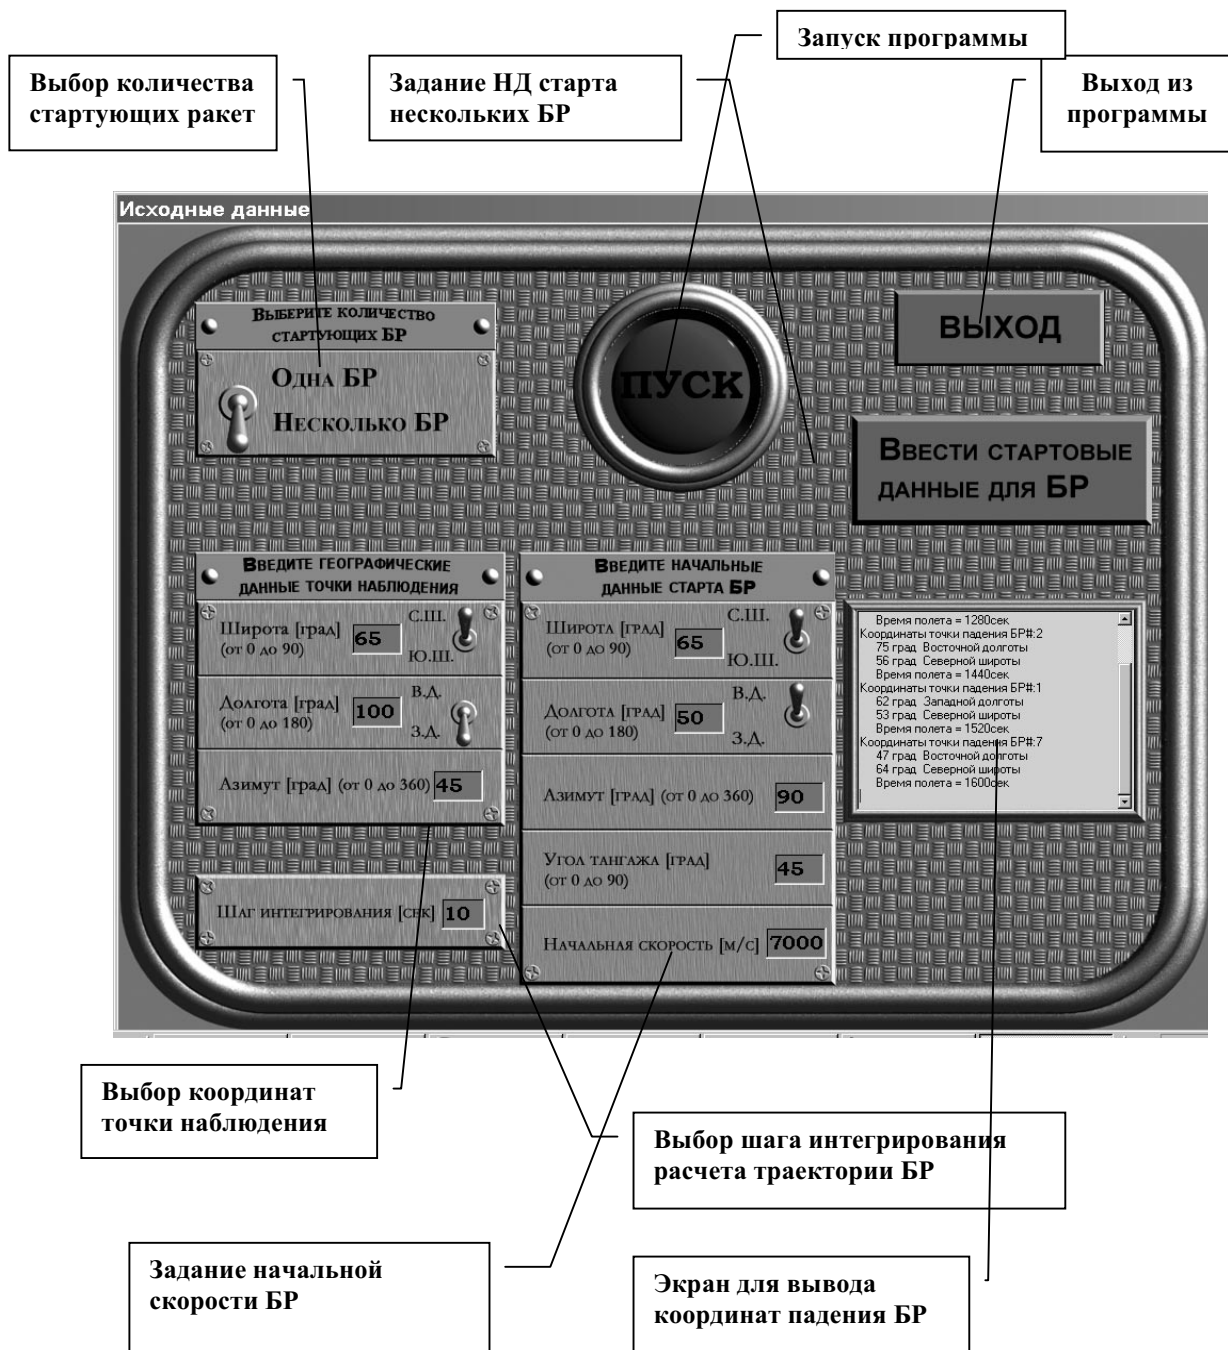 Запуск программы
Выбор количества
стартующих ракет
Задание НД старта
нескольких БР
Выход из
программы
Исходные данные
Выберите количество
стартующих БР
Одна БР
Несколько БР
ПУСК
ВЫХОД
Ввести стартовые
данные для БР
Введите географические
данные точки наблюдения
Широта [град]
(от 0 до 90)
65
С.Ш.
Ю.Ш.
Долгота [град]
(от 0 до 180)
100
В.Д.
З.Д.
Азимут [град] (от 0 до 360)
45
Шаг интегрирования [сек]
10
Введите начальные
данные старта БР
Широта [град]
(от 0 до 90)
65
С.Ш.
Ю.Ш.
Долгота [град]
(от 0 до 180)
50
В.Д.
З.Д.
Азимут [град] (от 0 до 360)
90
Угол тангажа [град]
(от 0 до 90)
45
Начальная скорость [м/с]
7000
Время полета = 1280сек
Координаты точки падения БР#:2
75 град Восточной долготы
56 град Северной широты
Время полета = 1440сек
Координаты точки падения БР#:1
62 град Западной долготы
53 град Северной широты
Время полета = 1520сек
Координаты точки падения БР#:7
47 град Восточной долготы
64 град Северной широты
Время полета = 1600сек
Выбор координат
точки наблюдения
Выбор шага интегрирования
расчета траектории БР
Задание начальной
скорости БР
Экран для вывода
координат падения БР